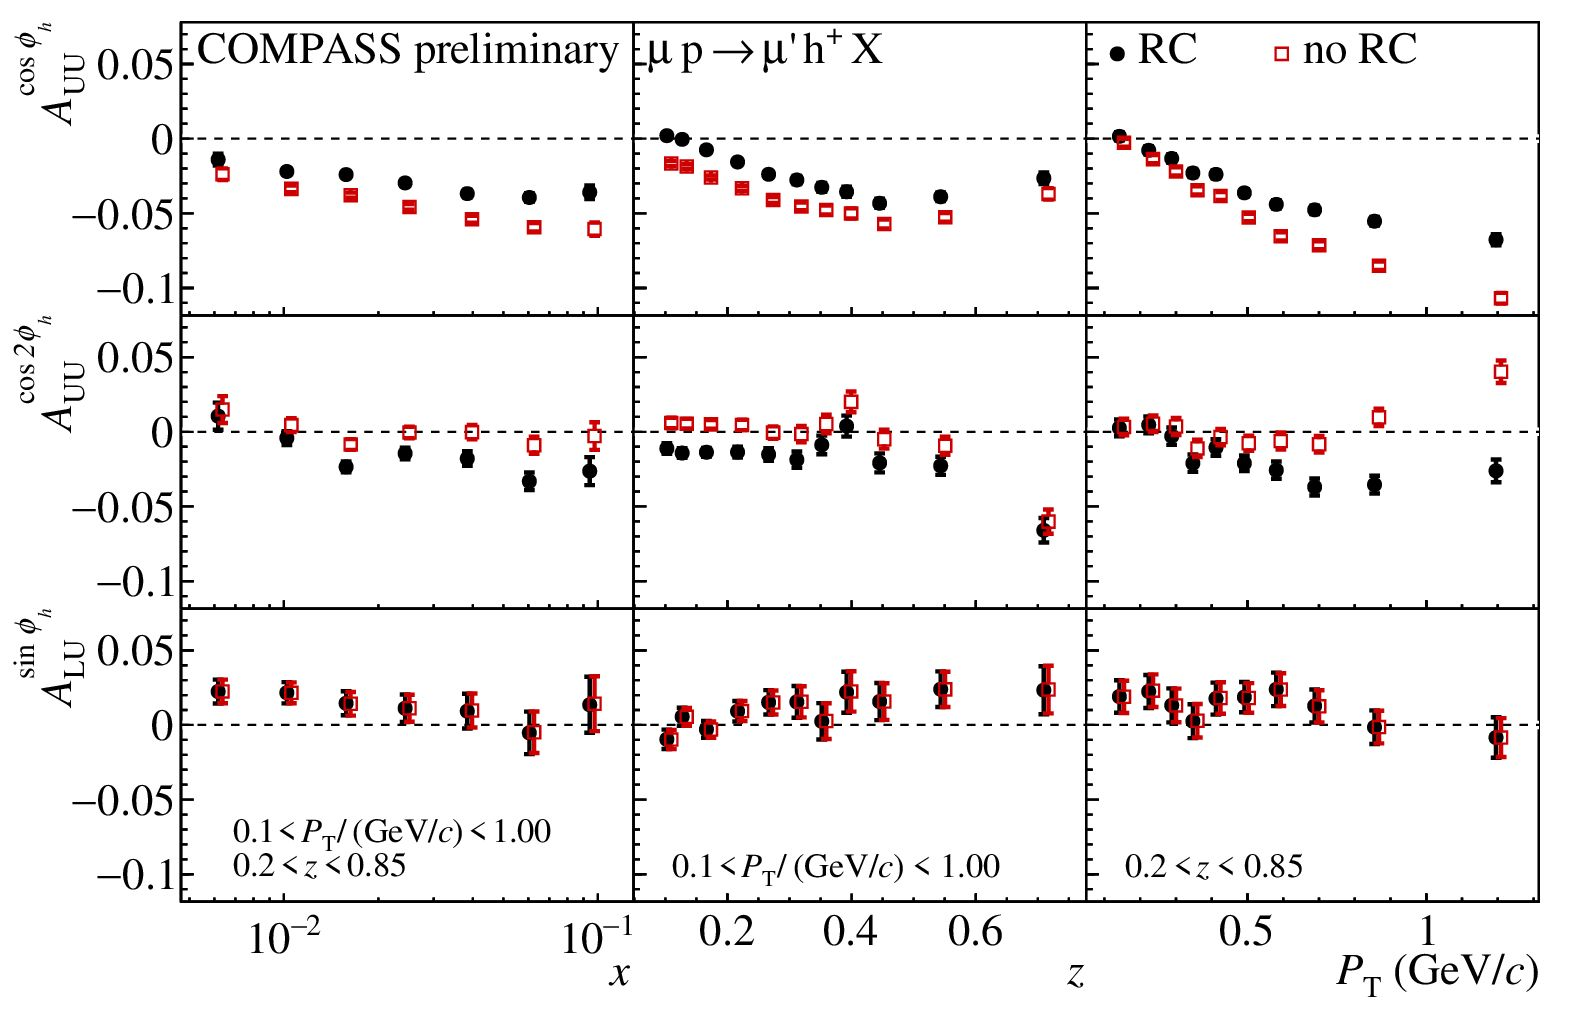 COMPASS preliminary
μ p → μ' h⁺ X
RC
no RC
A_UU^{cos ϕ_h}
0.05
0
−0.05
−0.1
A_UU^{cos 2ϕ_h}
0.05
0
−0.05
−0.1
A_LU^{sin ϕ_h}
0.05
0
−0.05
−0.1
0.1 < P_T / (GeV/c) < 1.00
0.2 < z < 0.85
0.1 < P_T / (GeV/c) < 1.00
0.2 < z < 0.85
10⁻² 10⁻¹
0.2 0.4 0.6
0.5 1
x
z
P_T (GeV/c)